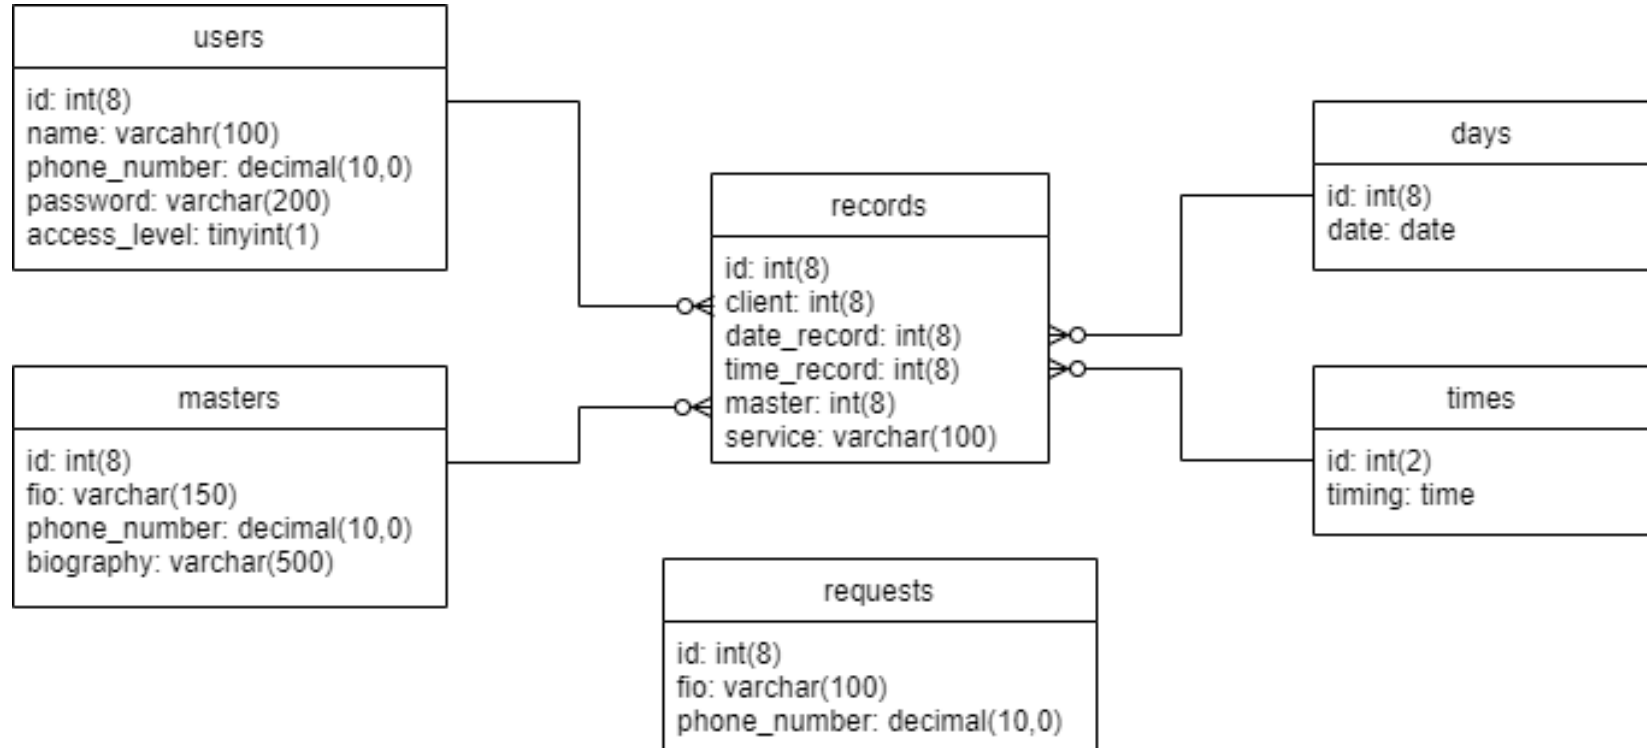 users
id: int(8)
name: varcahr(100)
phone_number: decimal(10,0)
password: varchar(200)
access_level: tinyint(1)
masters
id: int(8)
fio: varchar(150)
phone_number: decimal(10,0)
biography: varchar(500)
records
id: int(8)
client: int(8)
date_record: int(8)
time_record: int(8)
master: int(8)
service: varchar(100)
requests
id: int(8)
fio: varchar(100)
phone_number: decimal(10,0)
days
id: int(8)
date: date
times
id: int(2)
timing: time